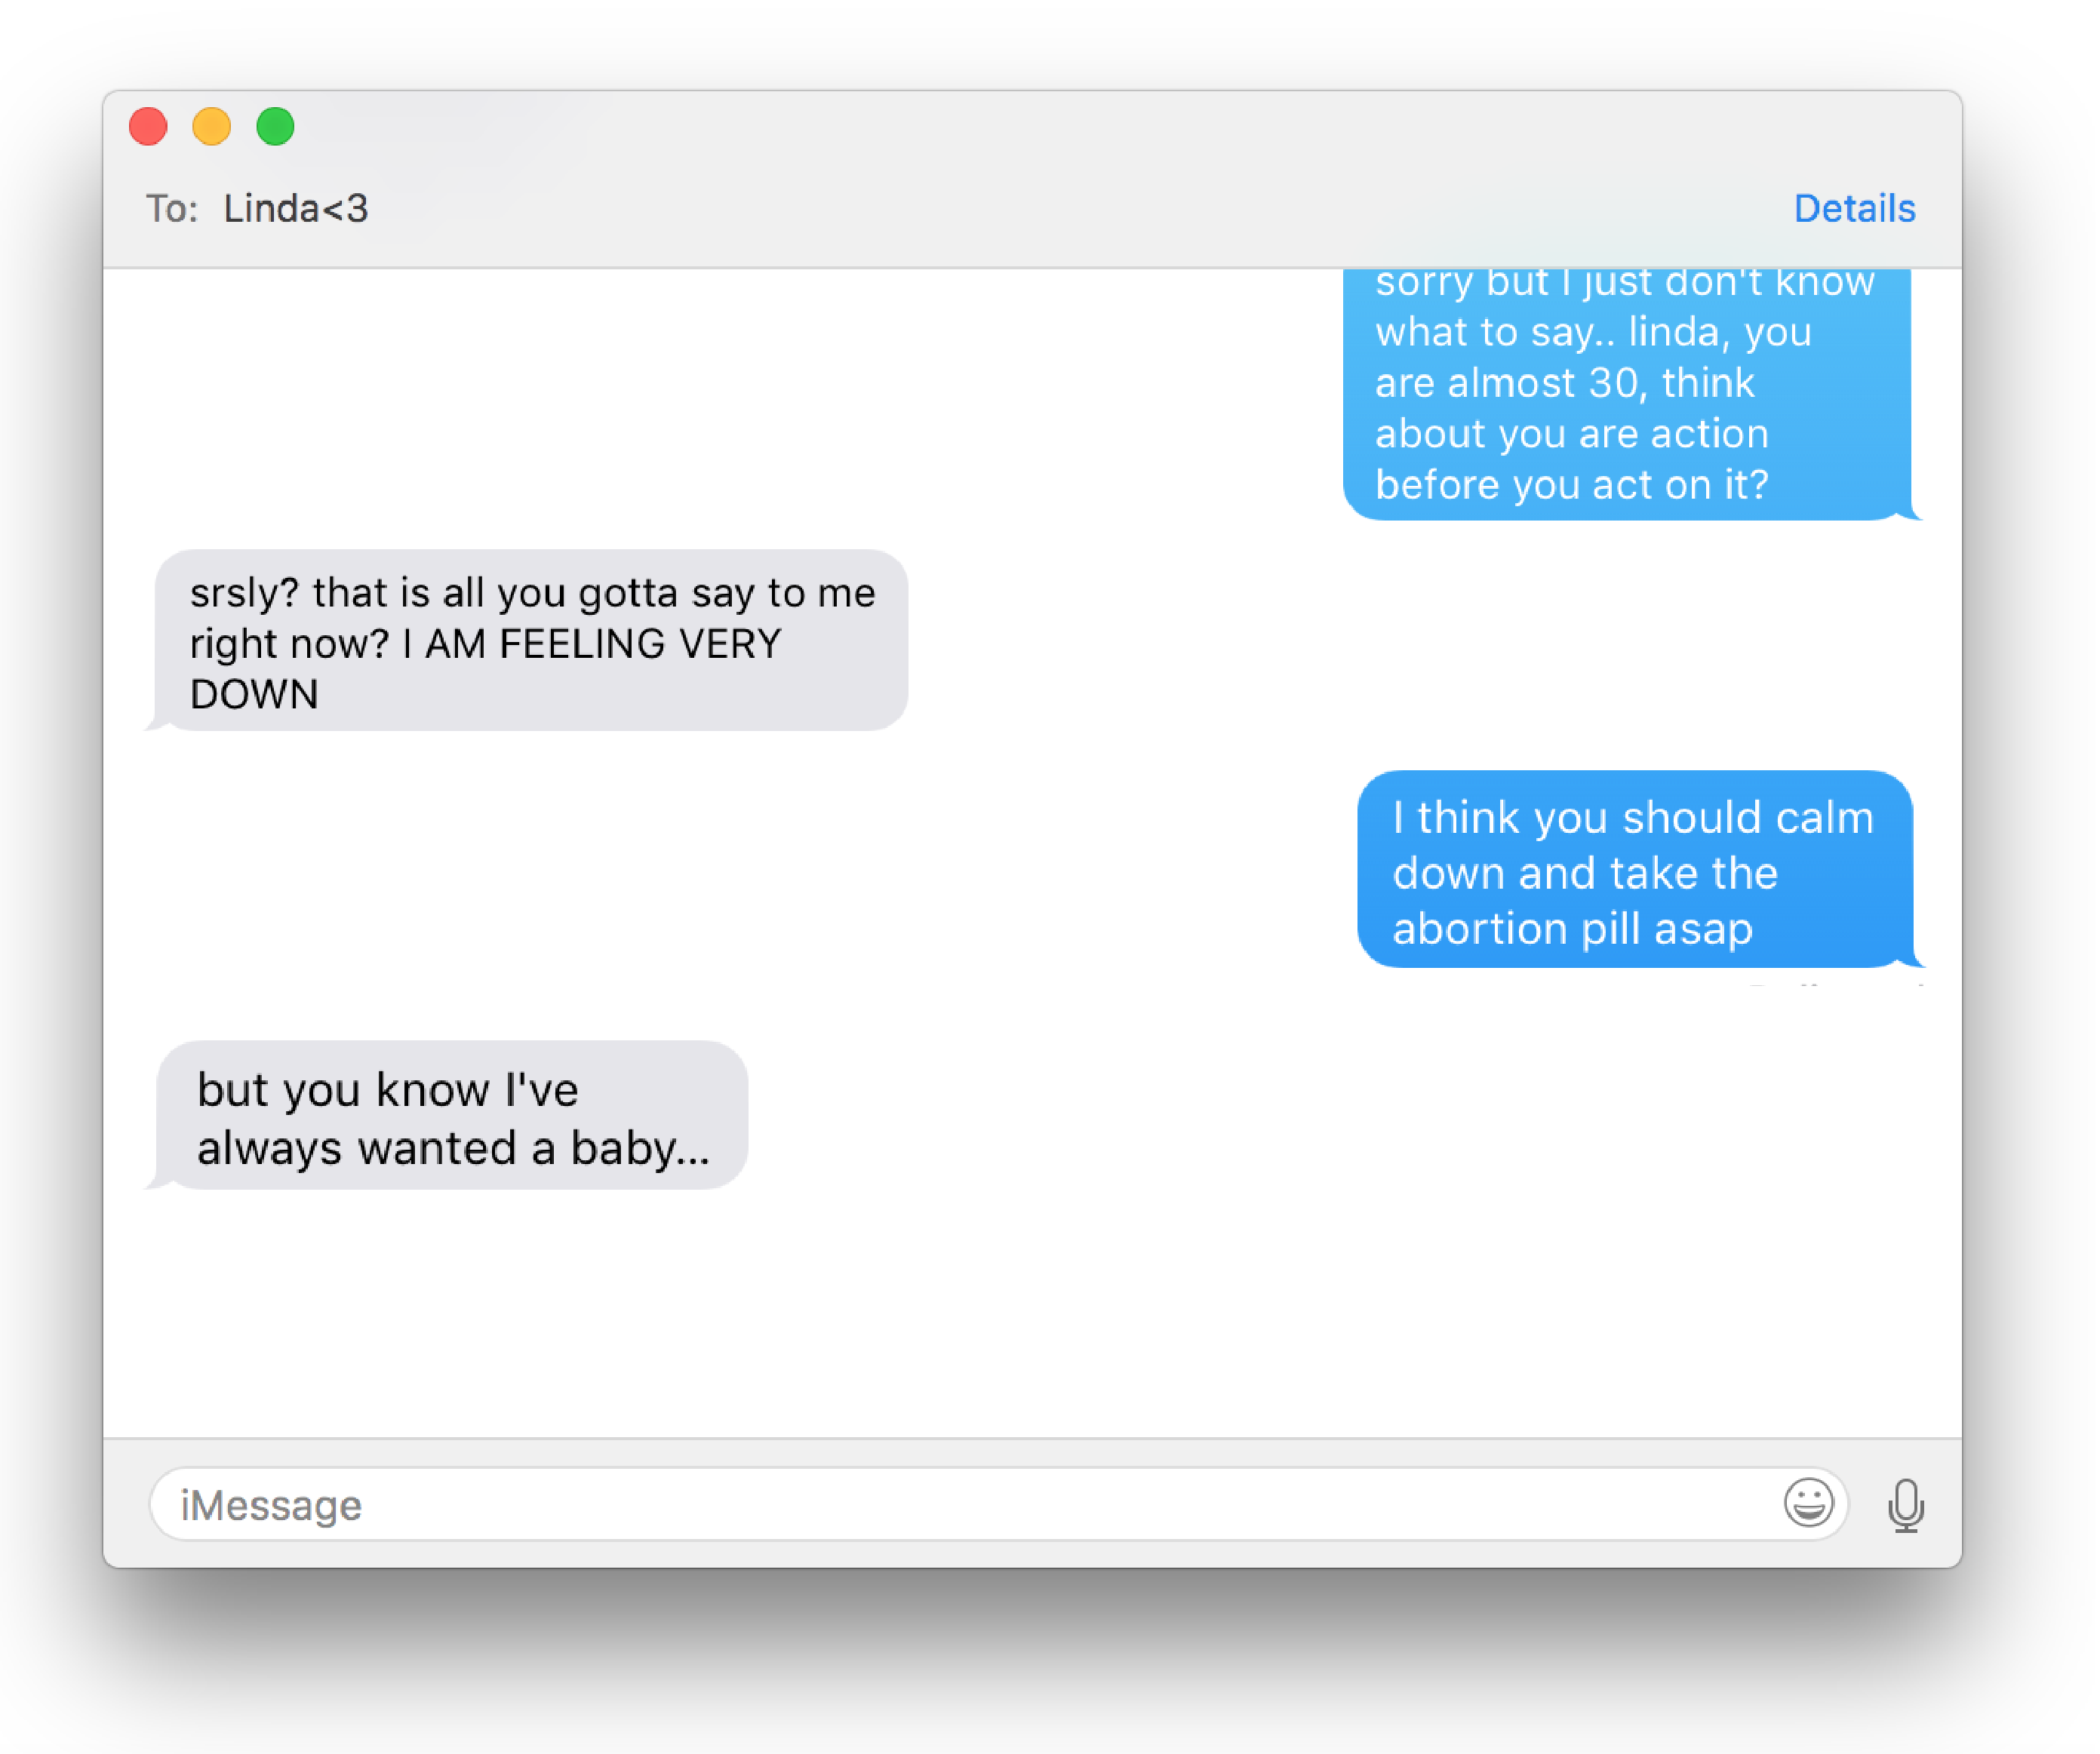 To: Linda<3 Details
sorry but I just don't know
what to say.. linda, you
are almost 30, think
about you are action
before you act on it?
srsly? that is all you gotta say to me
right now? I AM FEELING VERY
DOWN
I think you should calm
down and take the
abortion pill asap
but you know I've
always wanted a baby...
iMessage